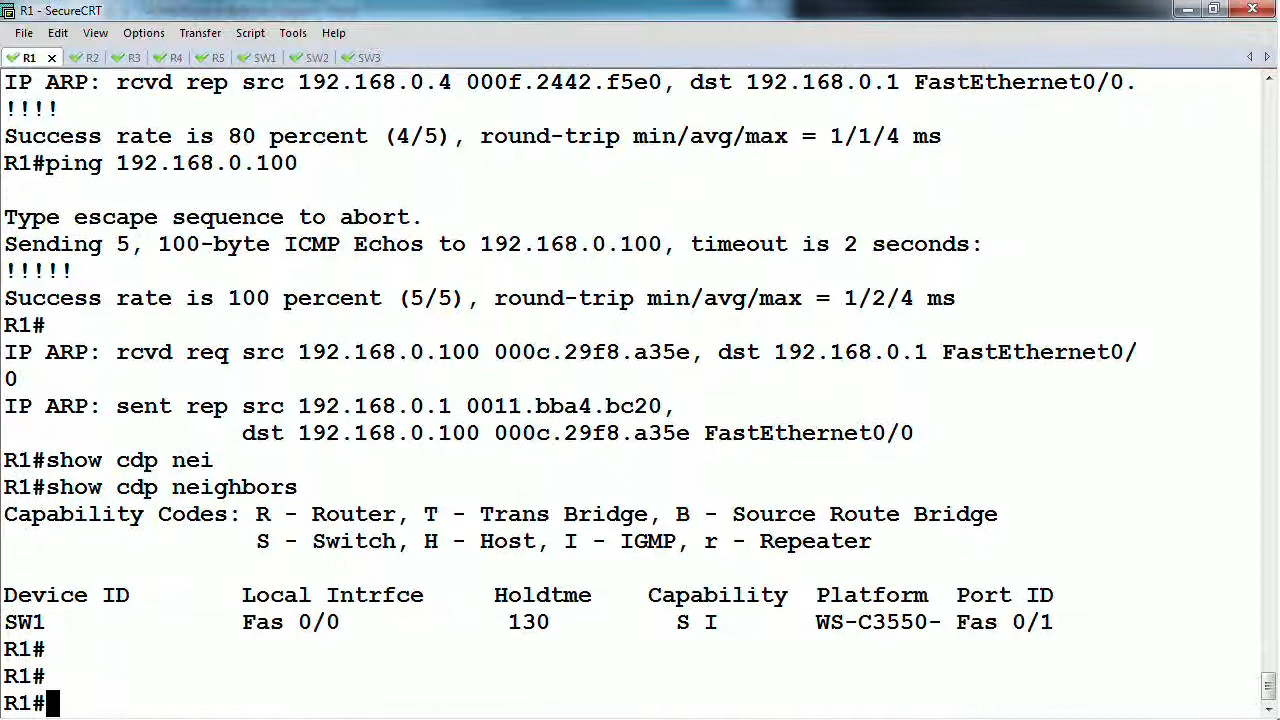 R1 - SecureCRT
File Edit View Options Transfer Script Tools Help
R1 R2 R3 R4 R5 SW1 SW2 SW3
IP ARP: rcvd rep src 192.168.0.4 000f.2442.f5e0, dst 192.168.0.1 FastEthernet0/0.
!!!!
Success rate is 80 percent (4/5), round-trip min/avg/max = 1/1/4 ms
R1#ping 192.168.0.100
Type escape sequence to abort.
Sending 5, 100-byte ICMP Echos to 192.168.0.100, timeout is 2 seconds:
!!!!!
Success rate is 100 percent (5/5), round-trip min/avg/max = 1/2/4 ms
R1#
IP ARP: rcvd req src 192.168.0.100 000c.29f8.a35e, dst 192.168.0.1 FastEthernet0/
0
IP ARP: sent rep src 192.168.0.1 0011.bba4.bc20,
dst 192.168.0.100 000c.29f8.a35e FastEthernet0/0
R1#show cdp nei
R1#show cdp neighbors
Capability Codes: R - Router, T - Trans Bridge, B - Source Route Bridge
S - Switch, H - Host, I - IGMP, r - Repeater
Device ID Local Intrfce Holdtme Capability Platform Port ID
SW1 Fas 0/0 130 S I WS-C3550- Fas 0/1
R1#
R1#
R1#